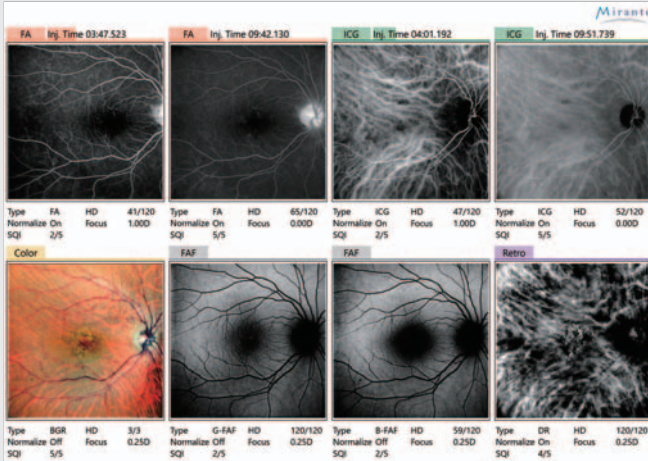 Mirante
FA Inj. Time 03:47.523
FA Inj. Time 09:42.130
ICG Inj. Time 04:01.192
ICG Inj. Time 09:51.739
Type FA HD 41/120
Normalize On Focus 1.00D
SQI 2/5
Type FA HD 65/120
Normalize On Focus 0.00D
SQI 5/5
Type ICG HD 47/120
Normalize On Focus 1.00D
SQI 2/5
Type ICG HD 52/120
Normalize On Focus 0.00D
SQI 5/5
Color
FAF
FAF
Retro
Type BGR HD 3/3
Normalize Off Focus 0.25D
SQI 5/5
Type G-FAF HD 120/120
Normalize Off Focus 0.25D
SQI 2/5
Type B-FAF HD 59/120
Normalize Off Focus 0.25D
SQI 2/5
Type DR HD 120/120
Normalize On Focus 0.25D
SQI 4/5